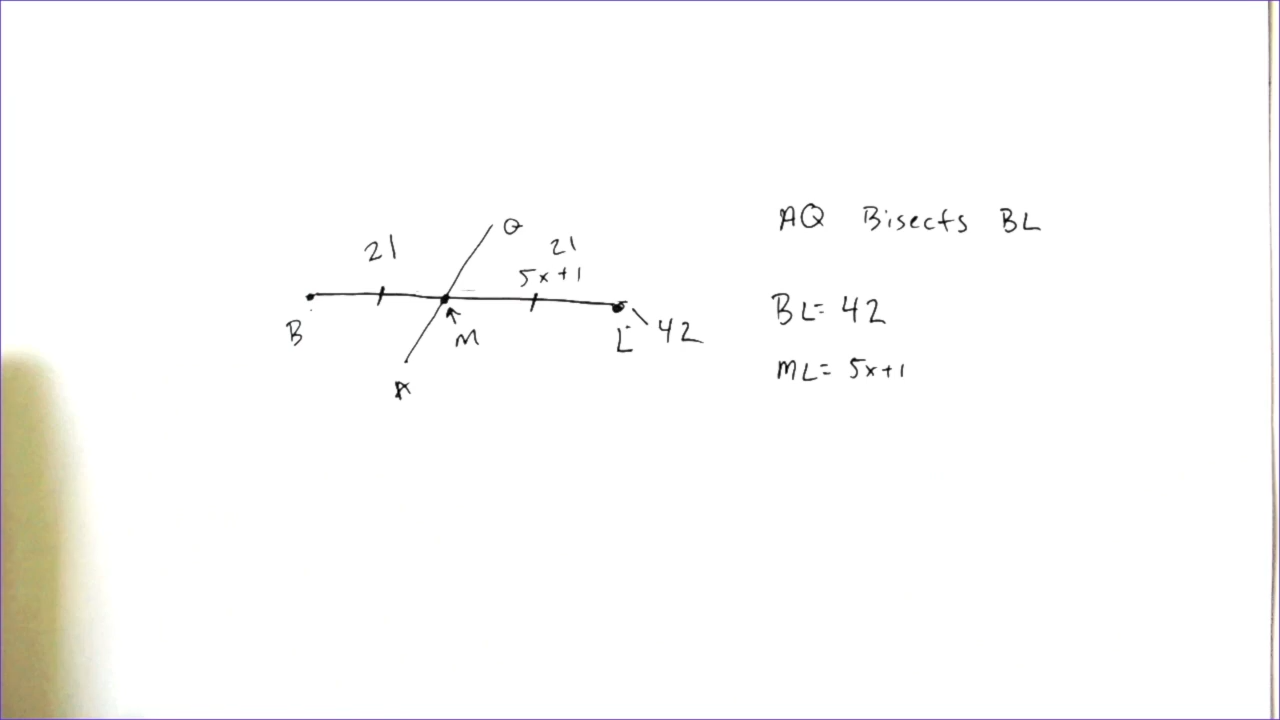 AQ Bisects BL
Q
21
21
5x+1
BL= 42
B
M
L
42
ML= 5x+1
A